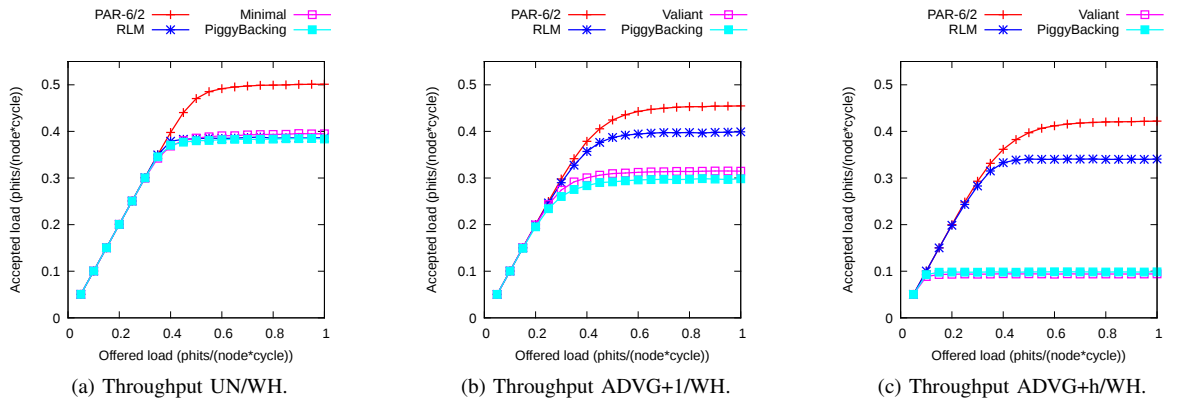 PAR-6/2
RLM
Minimal
PiggyBacking
Accepted load (phits/(node*cycle))
0.5
0.4
0.3
0.2
0.1
0
0 0.2 0.4 0.6 0.8 1
Offered load (phits/(node*cycle))
(a) Throughput UN/WH.
PAR-6/2
RLM
Valiant
PiggyBacking
Accepted load (phits/(node*cycle))
0.5
0.4
0.3
0.2
0.1
0
0 0.2 0.4 0.6 0.8 1
Offered load (phits/(node*cycle))
(b) Throughput ADVG+1/WH.
PAR-6/2
RLM
Valiant
PiggyBacking
Accepted load (phits/(node*cycle))
0.5
0.4
0.3
0.2
0.1
0
0 0.2 0.4 0.6 0.8 1
Offered load (phits/(node*cycle))
(c) Throughput ADVG+h/WH.